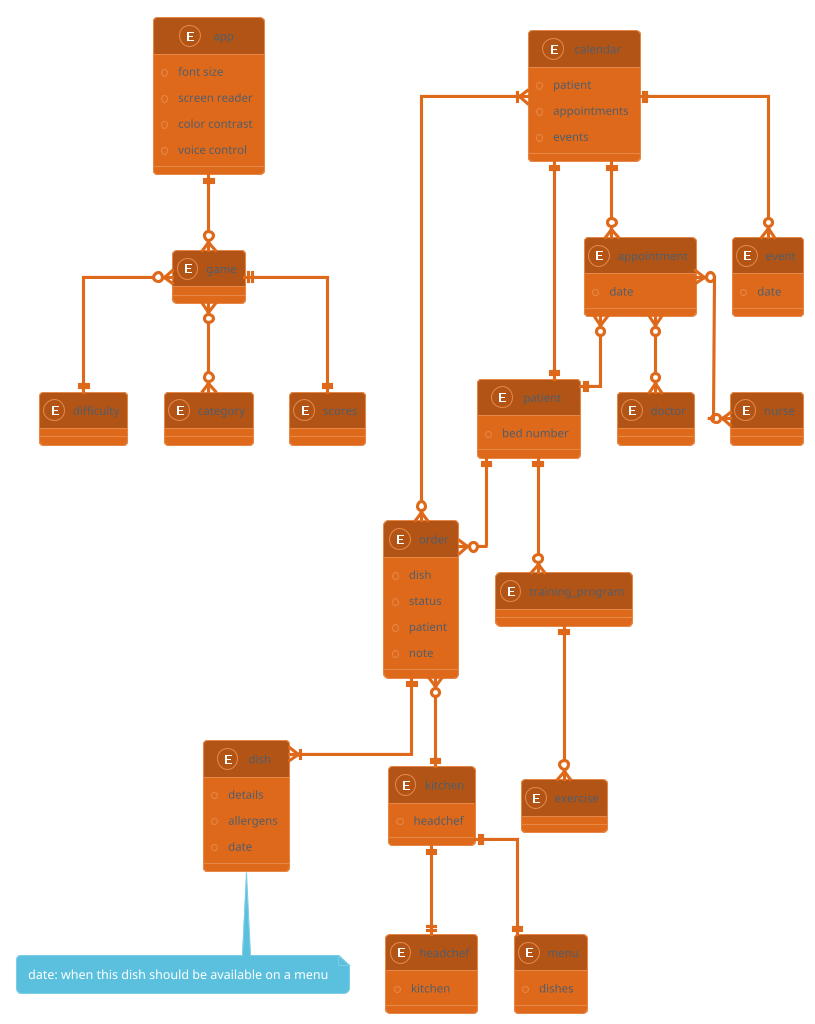 E app
font size
screen reader
color contrast
voice control
E calendar
patient
appointments
events
E game
E appointment
date
E event
date
E difficulty
E category
E scores
E patient
bed number
E doctor
E nurse
E order
dish
status
patient
note
E training_program
E dish
details
allergens
date
E kitchen
headchef
E exercise
E headchef
kitchen
E menu
dishes
date: when this dish should be available on a menu